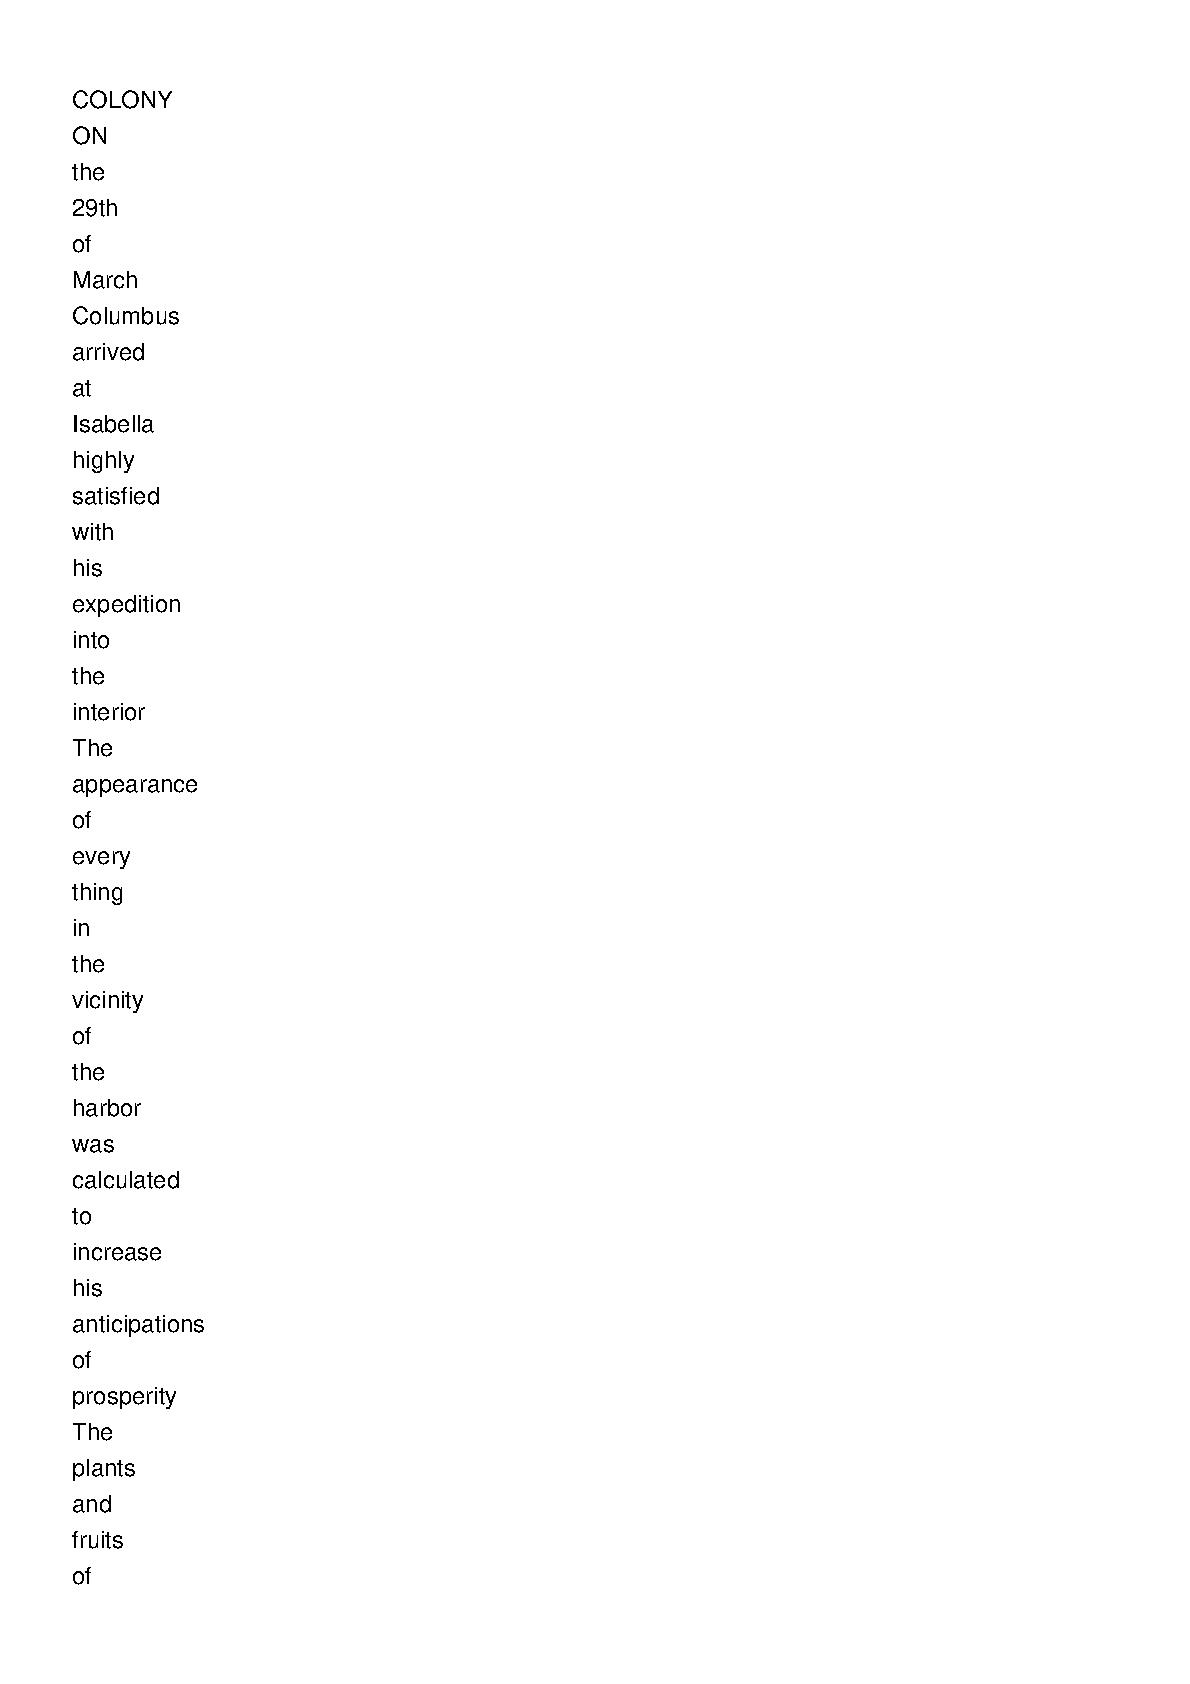 COLONY
ON
the
29th
of
March
Columbus
arrived
at
Isabella
highly
satisfied
with
his
expedition
into
the
interior
The
appearance
of
every
thing
in
the
vicinity
of
the
harbor
was
calculated
to
increase
his
anticipations
of
prosperity
The
plants
and
fruits
of